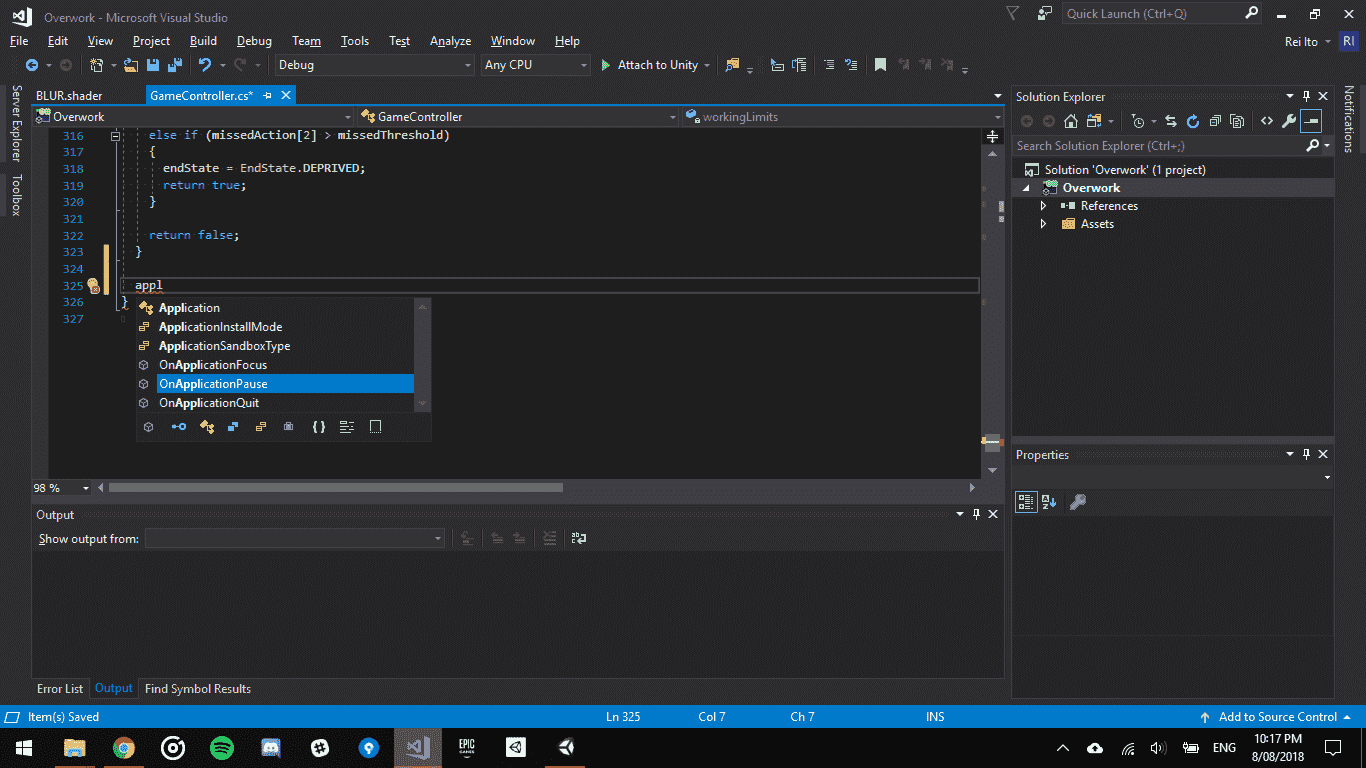 Overwork - Microsoft Visual Studio
Quick Launch (Ctrl+Q)
File Edit View Project Build Debug Team Tools Test Analyze Window Help
Rei Ito RI
Debug Any CPU Attach to Unity
Server Explorer
Toolbox
BLUR.shader GameController.cs*
Overwork GameController workingLimits
316 else if (missedAction[2] > missedThreshold)
317 {
318 endState = EndState.DEPRIVED;
319 return true;
320 }
321
322 return false;
323 }
324
325 appl
326 }
327
Application
ApplicationInstallMode
ApplicationSandboxType
OnApplicationFocus
OnApplicationPause
OnApplicationQuit
98 %
Output
Show output from:
Error List Output Find Symbol Results
Solution Explorer
Search Solution Explorer (Ctrl+;)
Solution 'Overwork' (1 project)
Overwork
References
Assets
Properties
Notifications
Item(s) Saved Ln 325 Col 7 Ch 7 INS Add to Source Control
EPIC
GAMES
ENG
10:17 PM
8/08/2018